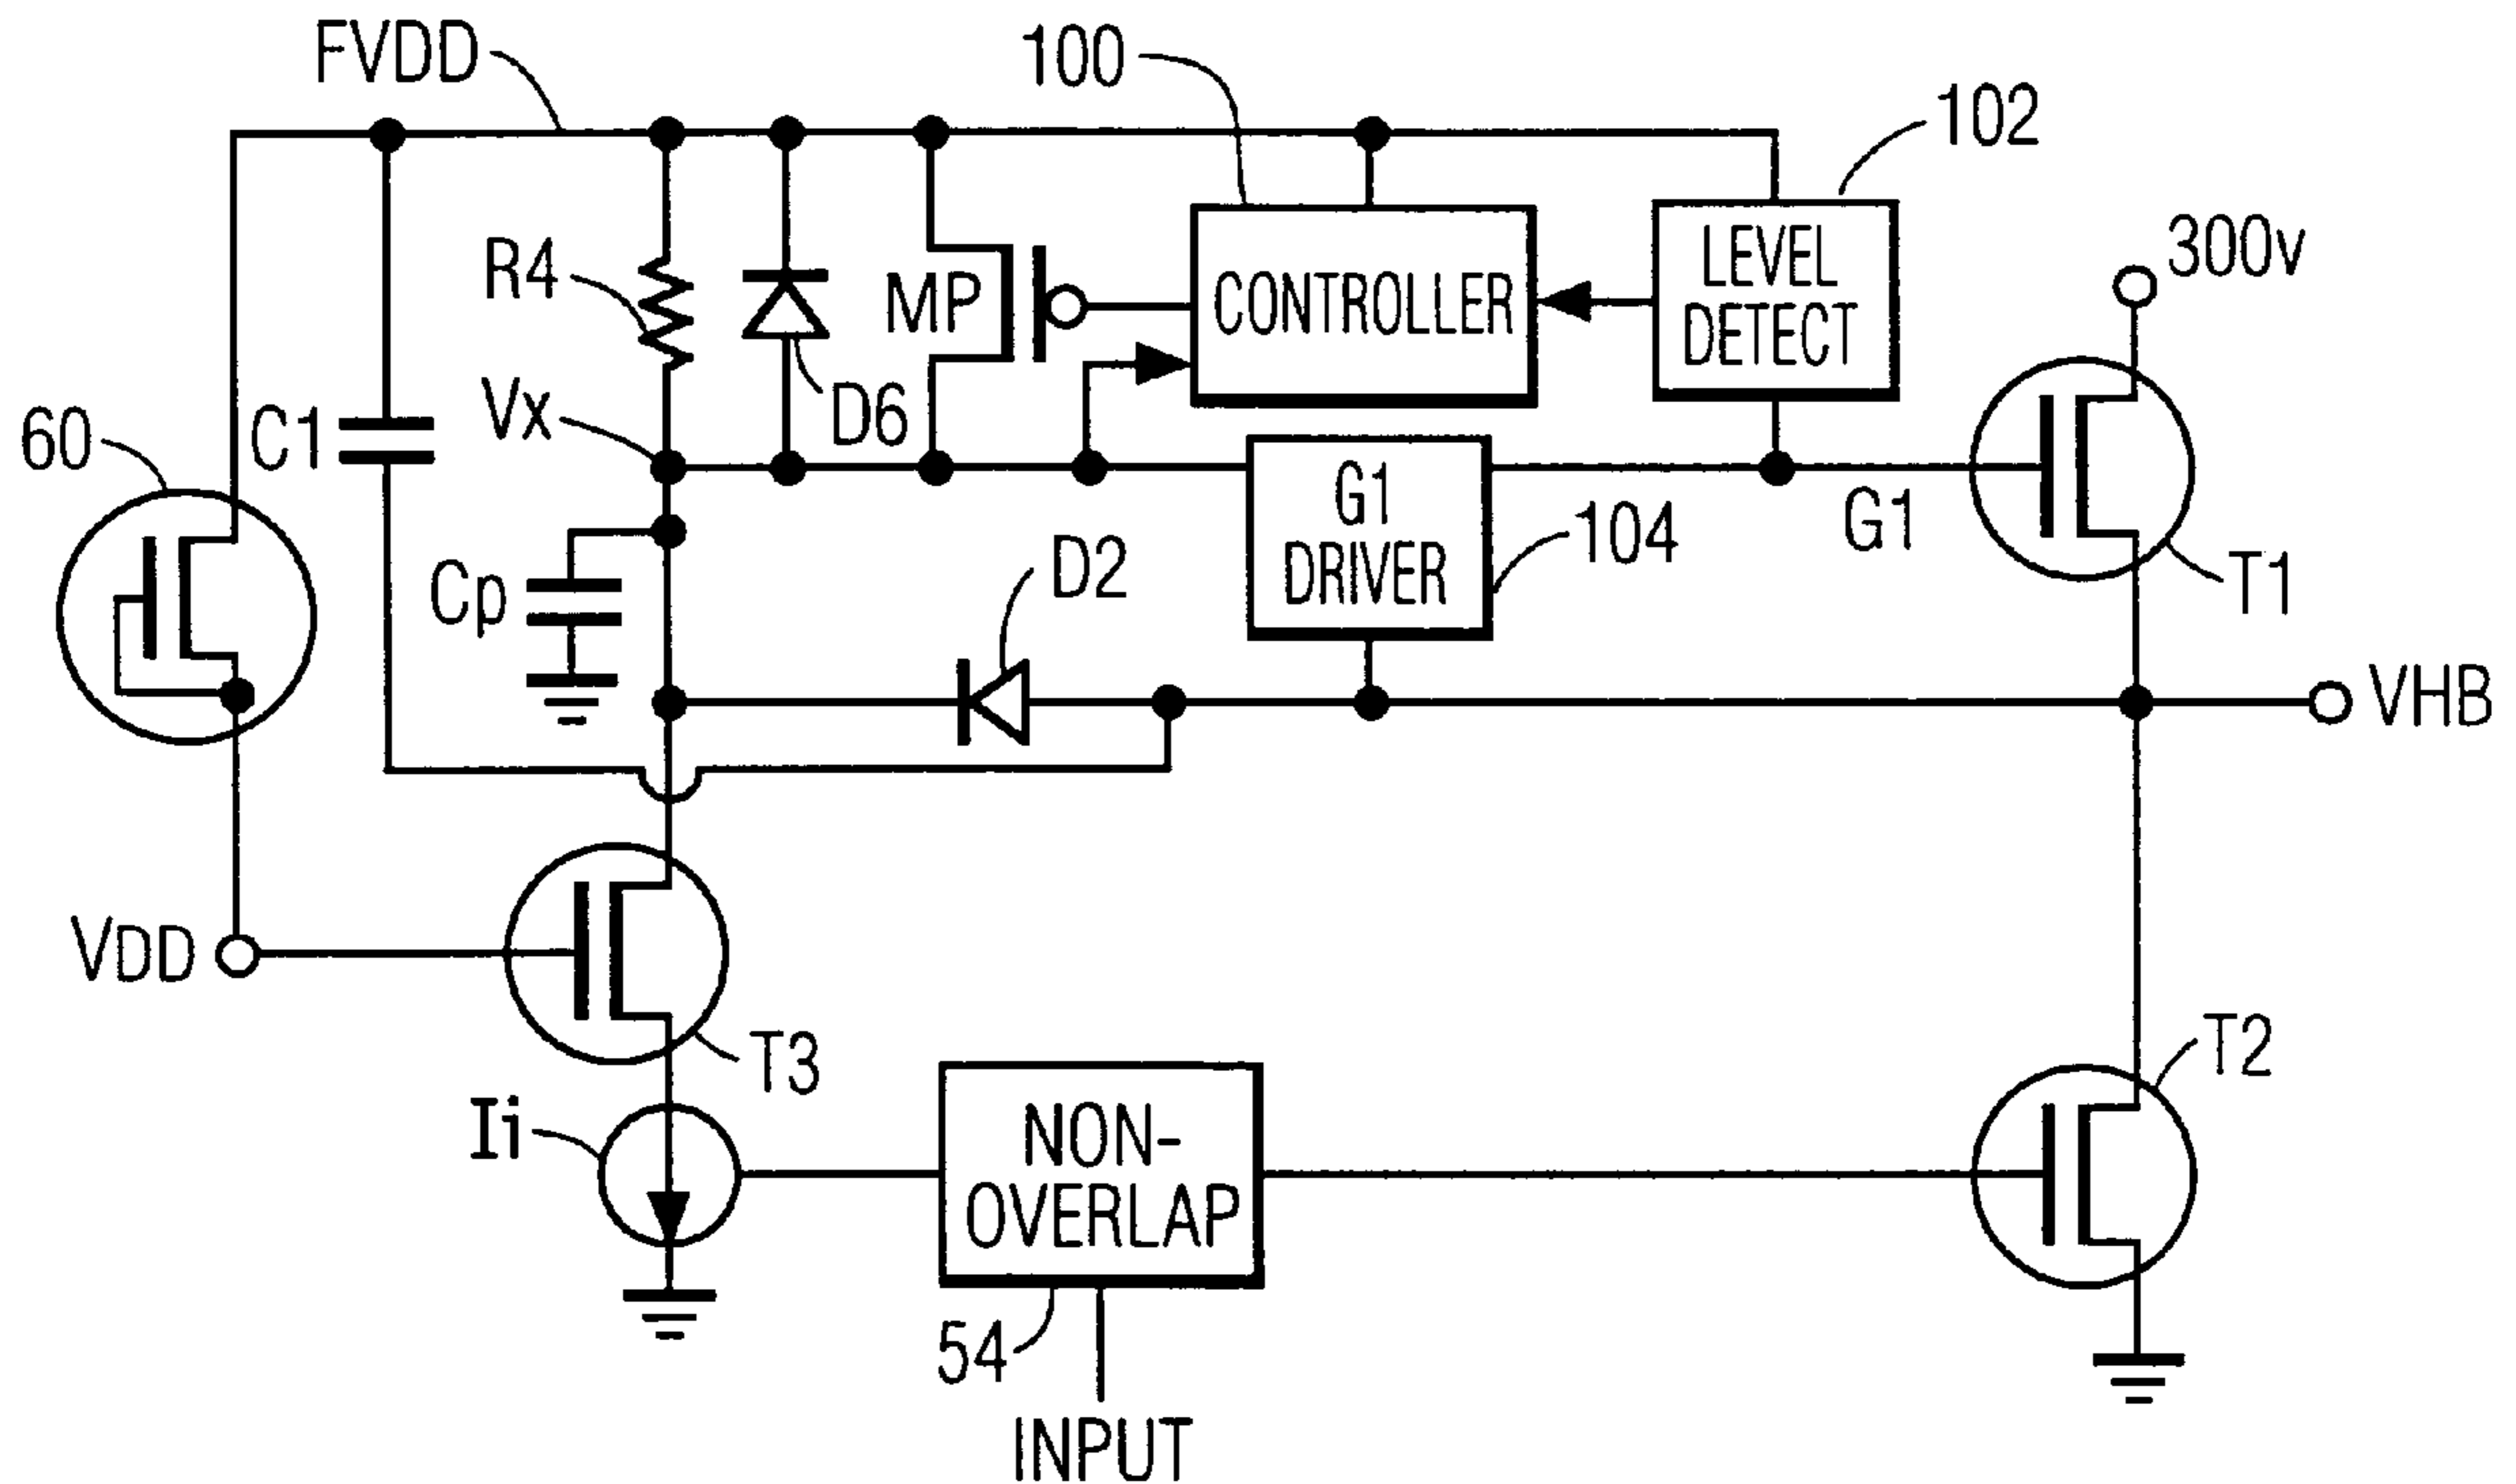 FVDD
100
102
300v
R4
MP
CONTROLLER
LEVEL
DETECT
60
C1
Vx
D6
G1
DRIVER
104
G1
T1
Cp
D2
VHB
VDD
T3
T2
Ii
NON-
OVERLAP
54
INPUT